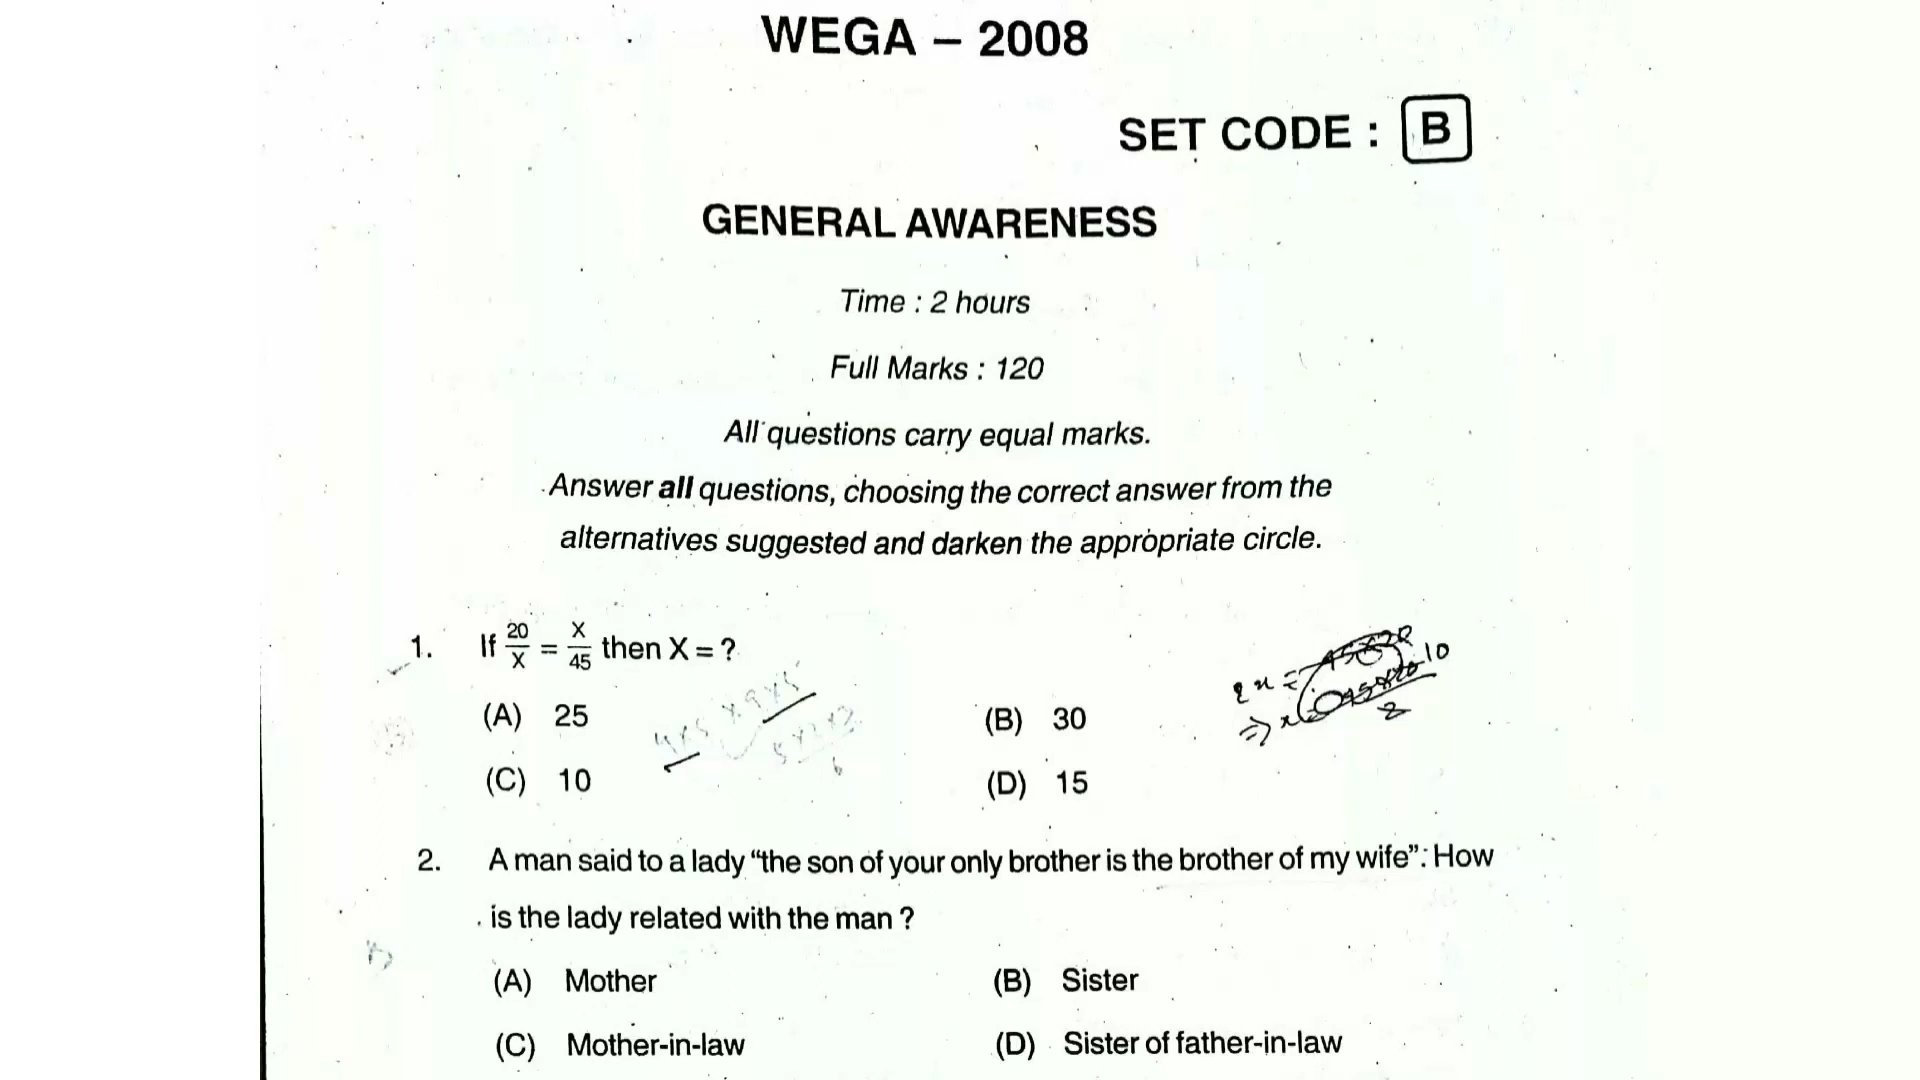 WEGA – 2008
SET CODE : B
GENERAL AWARENESS
Time : 2 hours
Full Marks : 120
All questions carry equal marks.
Answer all questions, choosing the correct answer from the
alternatives suggested and darken the appropriate circle.
1. If 20/X = X/45 then X = ?
(A) 25 (B) 30
(C) 10 (D) 15
2. A man said to a lady “the son of your only brother is the brother of my wife”. How
is the lady related with the man ?
(A) Mother (B) Sister
(C) Mother-in-law (D) Sister of father-in-law